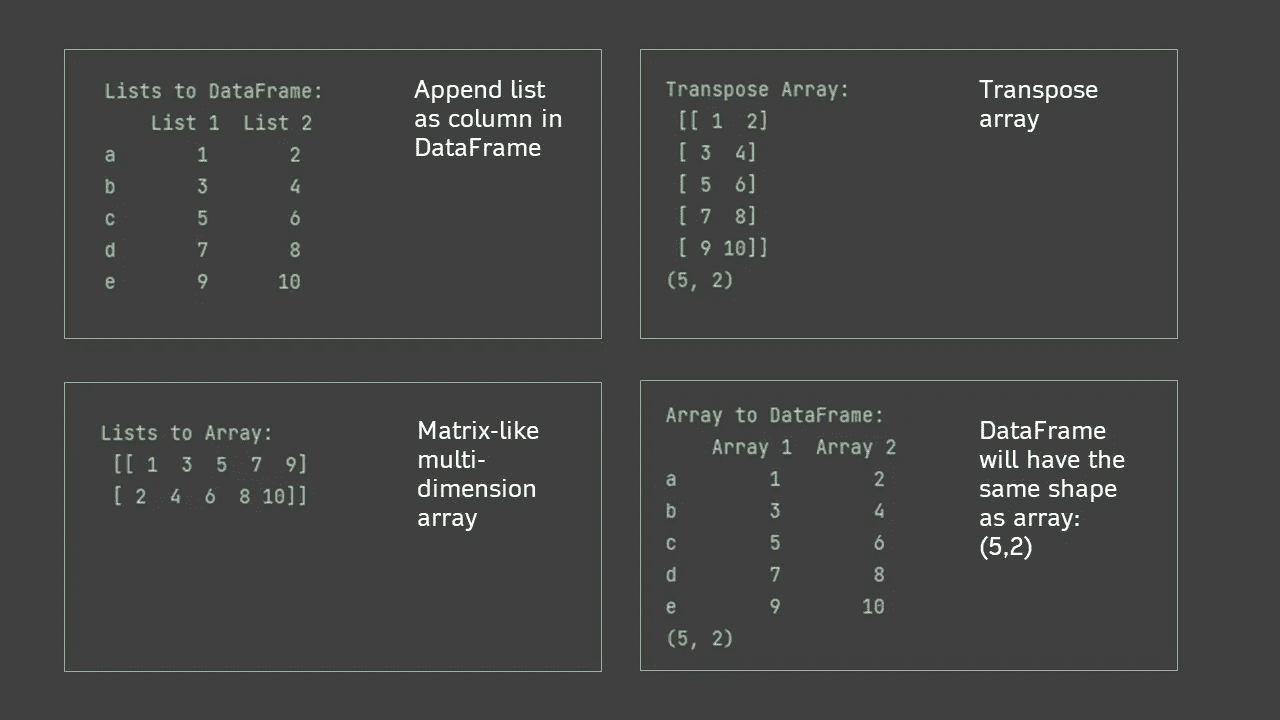 Lists to DataFrame:
List 1  List 2
a       1       2
b       3       4
c       5       6
d       7       8
e       9      10
Append list
as column in
DataFrame
Transpose Array:
[[ 1  2]
[ 3  4]
[ 5  6]
[ 7  8]
[ 9 10]]
(5, 2)
Transpose
array
Lists to Array:
[[ 1  3  5  7  9]
[ 2  4  6  8 10]]
Matrix-like
multi-
dimension
array
Array to DataFrame:
Array 1  Array 2
a        1        2
b        3        4
c        5        6
d        7        8
e        9       10
(5, 2)
DataFrame
will have the
same shape
as array:
(5,2)